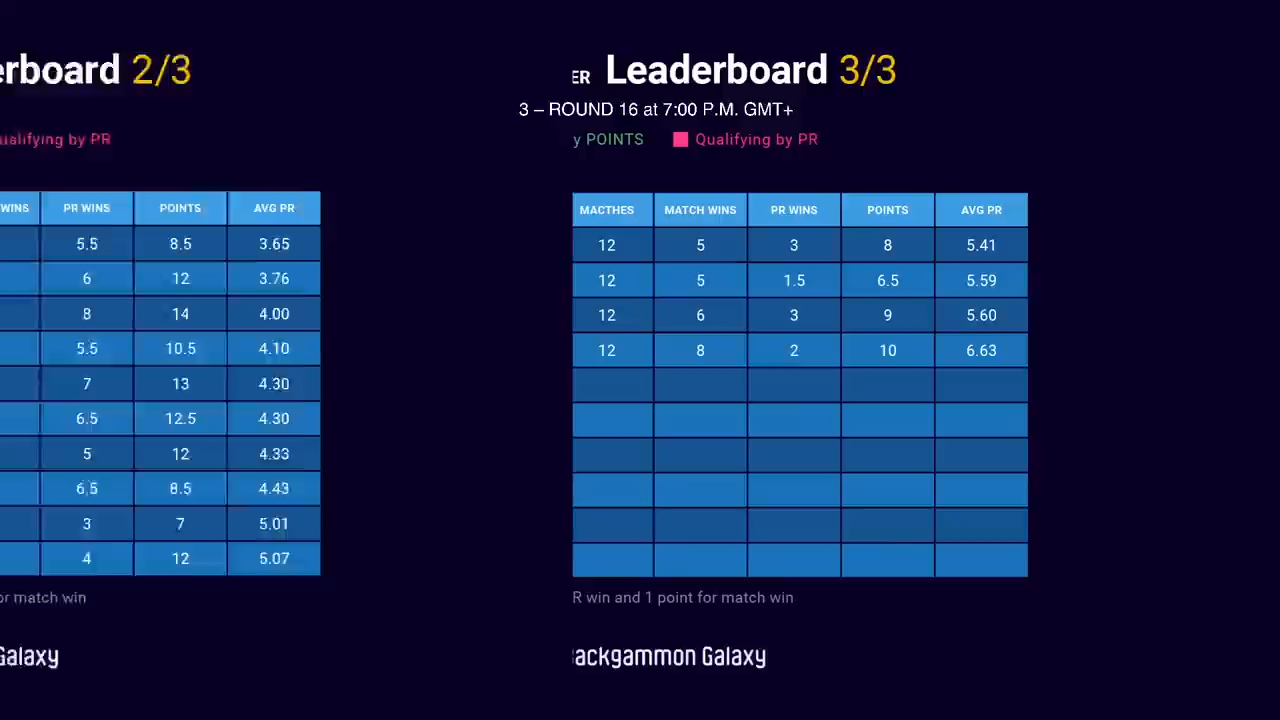 erboard 2/3
ualifying by PR
WINS PR WINS POINTS AVG PR
5.5 8.5 3.65
6 12 3.76
8 14 4.00
5.5 10.5 4.10
7 13 4.30
6.5 12.5 4.30
5 12 4.33
6.5 8.5 4.43
3 7 5.01
4 12 5.07
or match win
Galaxy
ER Leaderboard 3/3
3 – ROUND 16 at 7:00 P.M. GMT+
y POINTS Qualifying by PR
MACTHES MATCH WINS PR WINS POINTS AVG PR
12 5 3 8 5.41
12 5 1.5 6.5 5.59
12 6 3 9 5.60
12 8 2 10 6.63
R win and 1 point for match win
ackgammon Galaxy